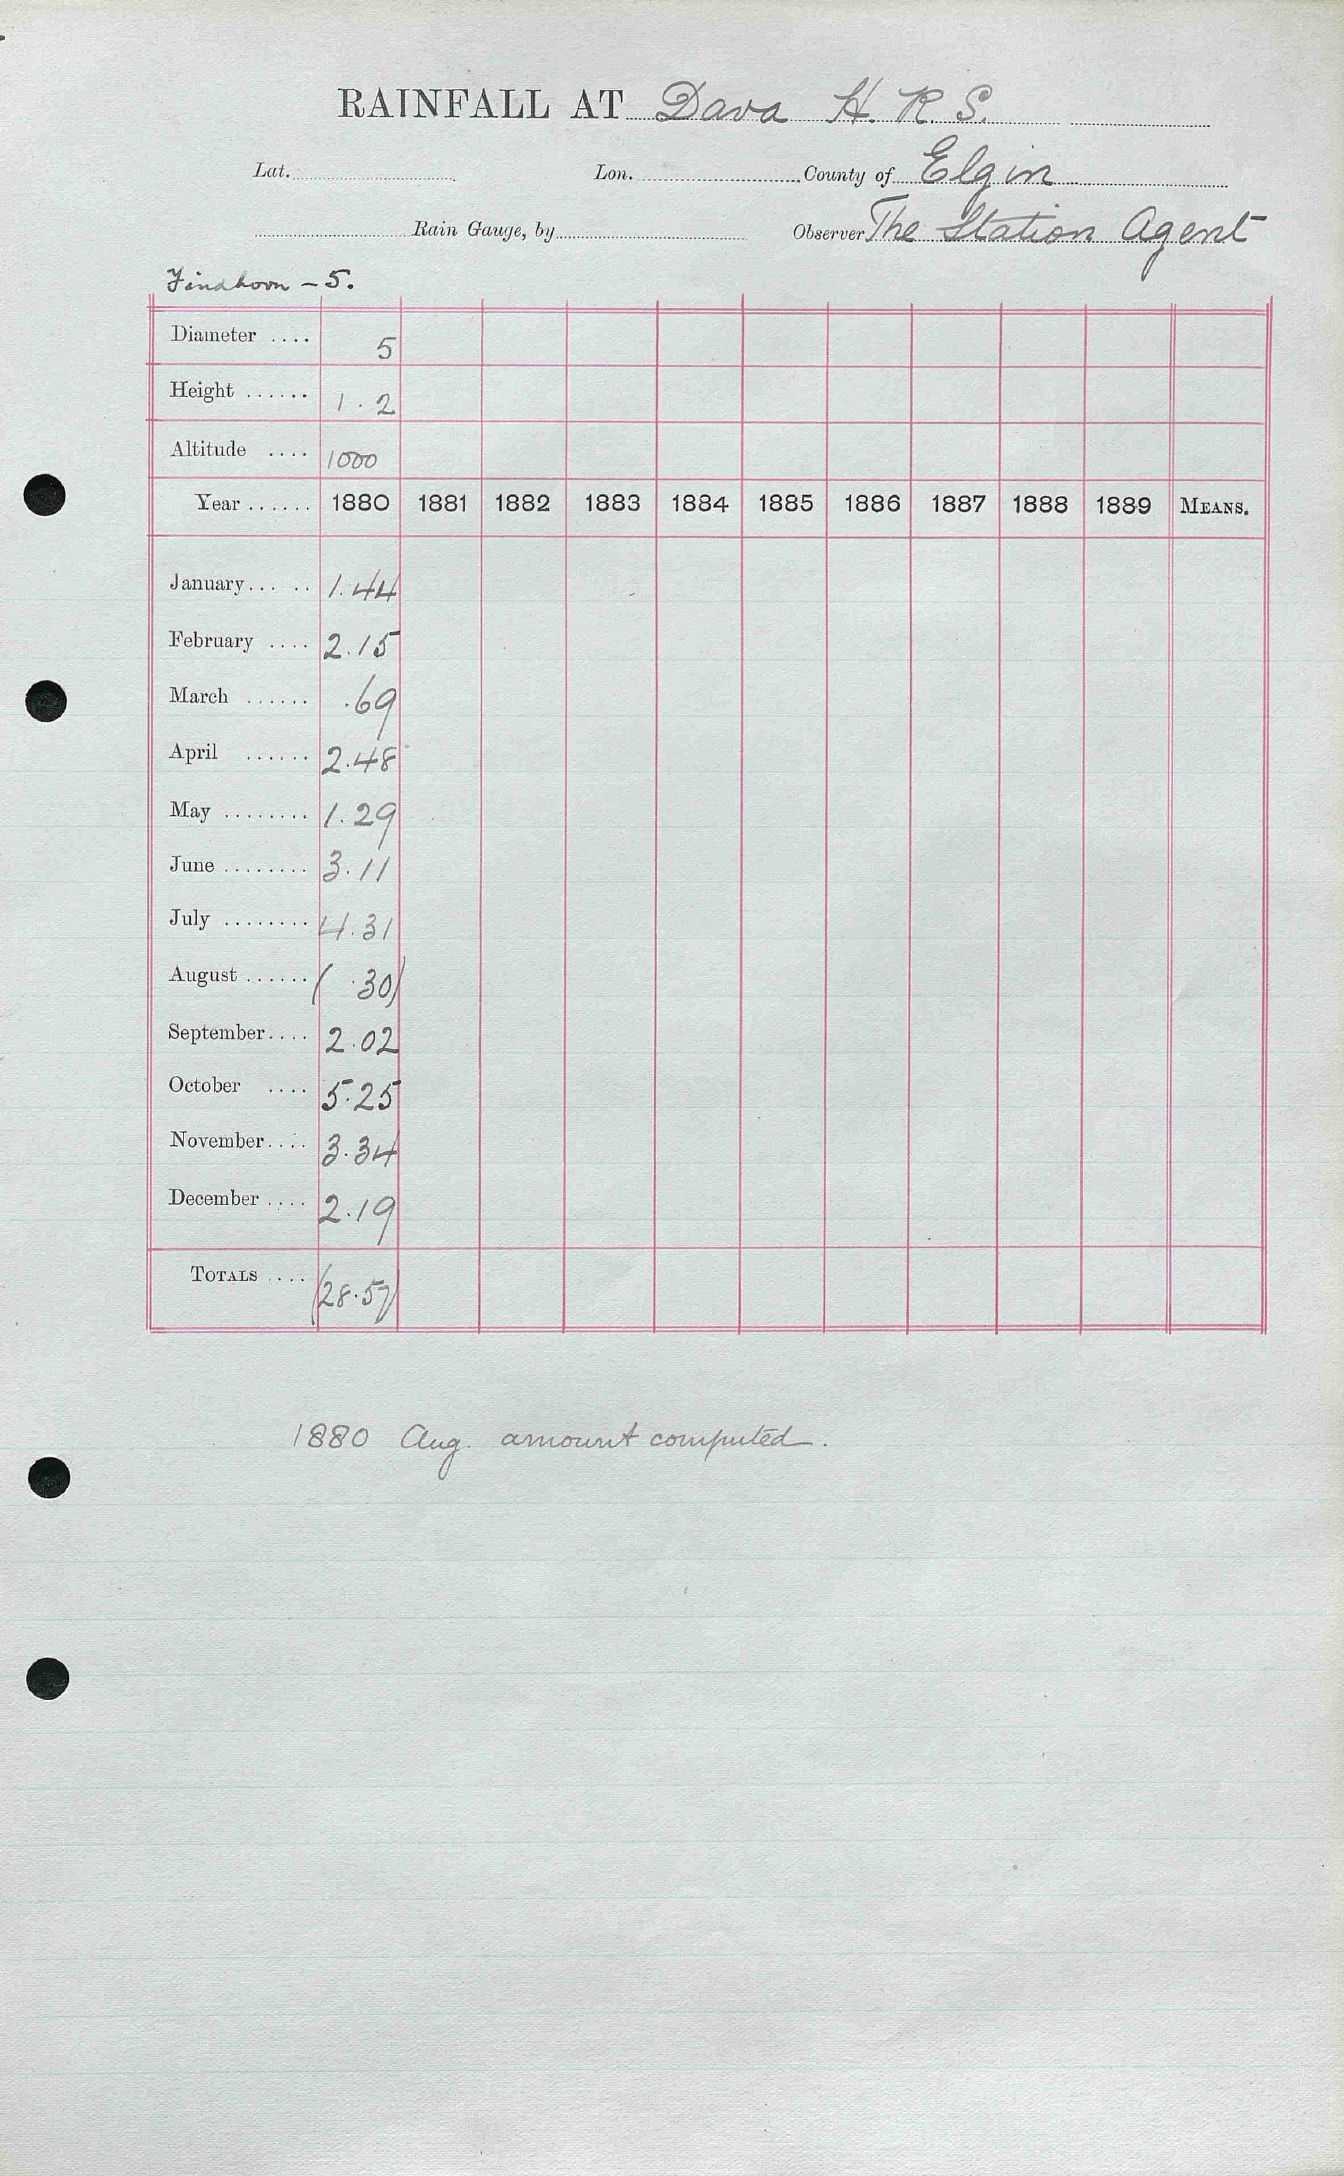 RAINFALL AT Dava H. R. S.
Lat. Lon. County of Elgin
Rain Gauge, by Observer The Station Agent
Findhorn - 5.
Diameter .... 5
Height ...... 1 . 2
Altitude .... 1000
Year ...... 1880 1881 1882 1883 1884 1885 1886 1887 1888 1889 MEANS.
January..... 1.44
February .... 2.15
March ...... .69
April ...... 2.48
May ........ 1.29
June ........ 3.11
July ........ 4.31
August ...... ( .30)
September.... 2.02
October .... 5.25
November.... 3.34
December .... 2.19
TOTALS .... (28.57)
1880 Aug. amount computed.